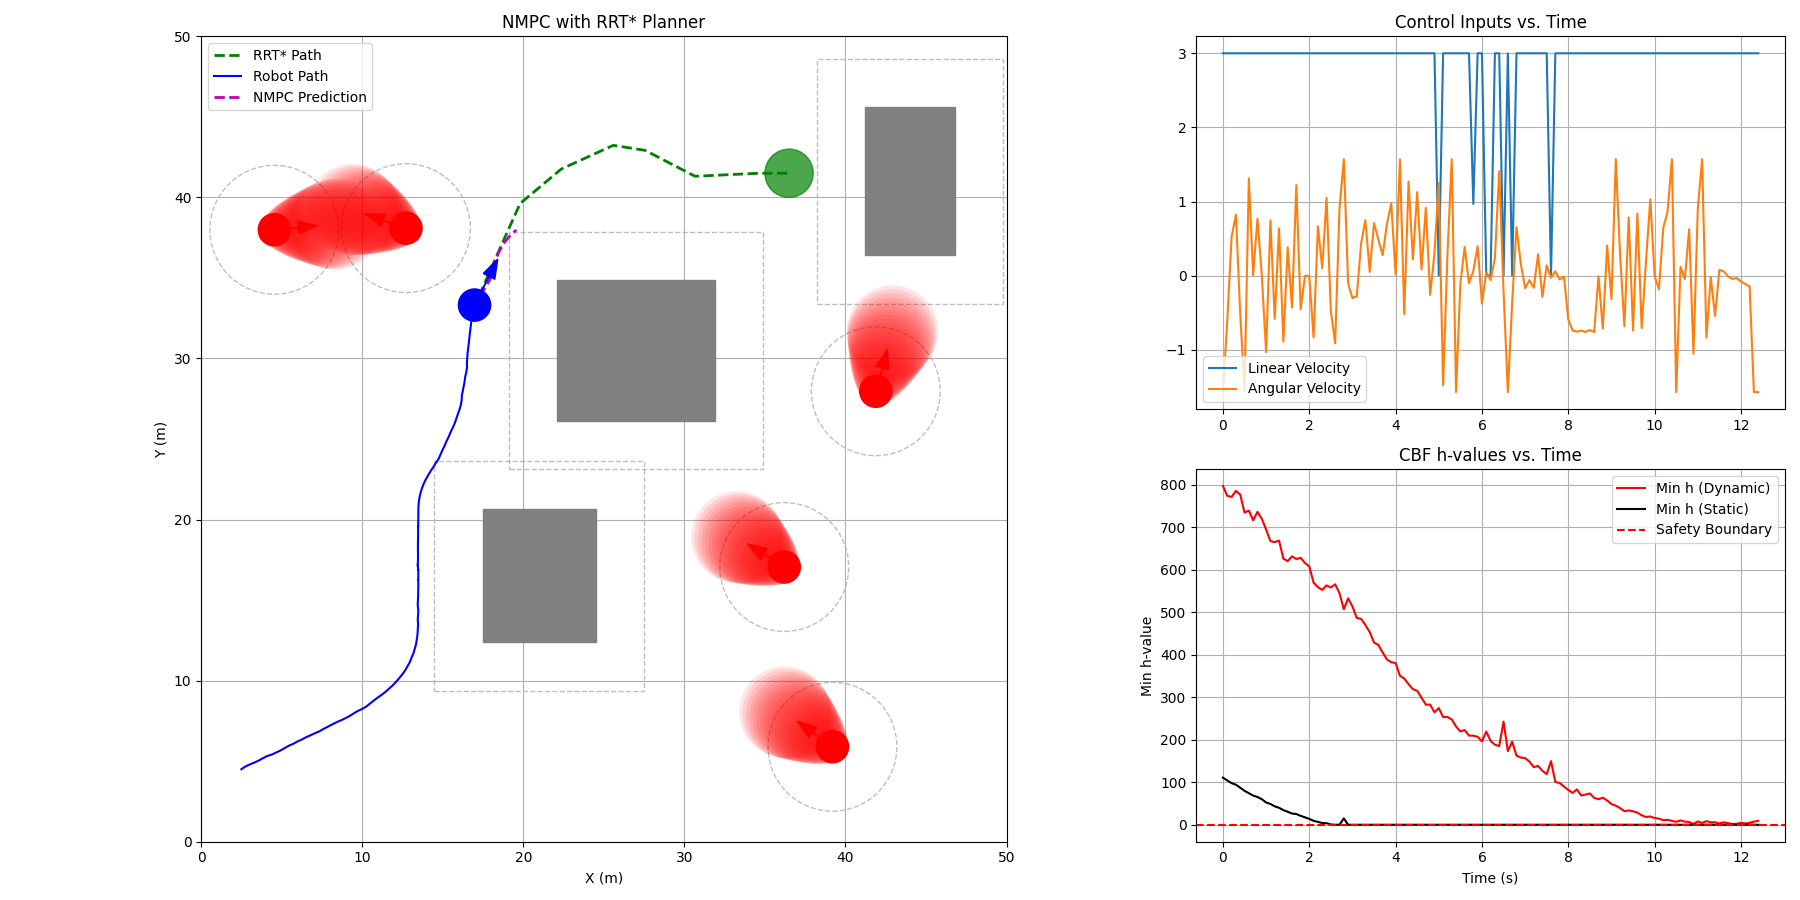 NMPC with RRT* Planner
RRT* Path
Robot Path
NMPC Prediction
50
40
30
20
10
0
Y (m)
0 10 20 30 40 50
X (m)
Control Inputs vs. Time
3
2
1
0
−1
Linear Velocity
Angular Velocity
0 2 4 6 8 10 12
CBF h-values vs. Time
Min h (Dynamic)
Min h (Static)
Safety Boundary
800
700
600
500
400
300
200
100
0
Min h-value
0 2 4 6 8 10 12
Time (s)